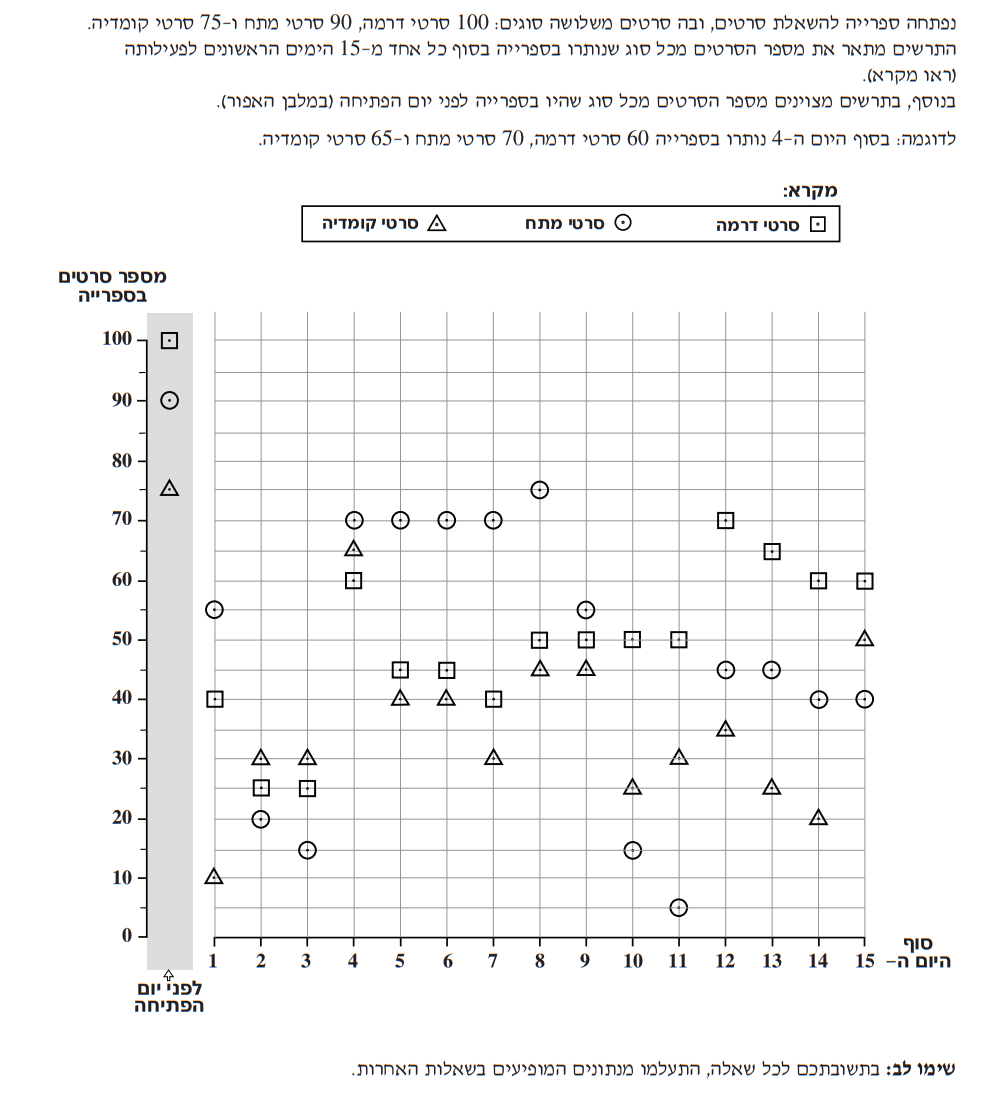 נפתחה ספרייה להשאלת סרטים, ובה סרטים משלושה סוגים: 100 סרטי דרמה, 90 סרטי מתח ו-75 סרטי קומדיה.
התרשים מתאר את מספר הסרטים מכל סוג שנותרו בספרייה בסוף כל אחד מ-15 הימים הראשונים לפעילותה
(ראו מקרא).
בנוסף, בתרשים מצוינים מספר הסרטים מכל סוג שהיו בספרייה לפני יום הפתיחה (במלבן האפור).
לדוגמה: בסוף היום ה-4 נותרו בספרייה 60 סרטי דרמה, 70 סרטי מתח ו-65 סרטי קומדיה.
מקרא:
סרטי דרמה סרטי מתח סרטי קומדיה
מספר סרטים
בספרייה
100
90
80
70
60
50
40
30
20
10
0
1 2 3 4 5 6 7 8 9 10 11 12 13 14 15
סוף
היום ה-
לפני יום
הפתיחה
שימו לב: בתשובתכם לכל שאלה, התעלמו מנתונים המופיעים בשאלות האחרות.